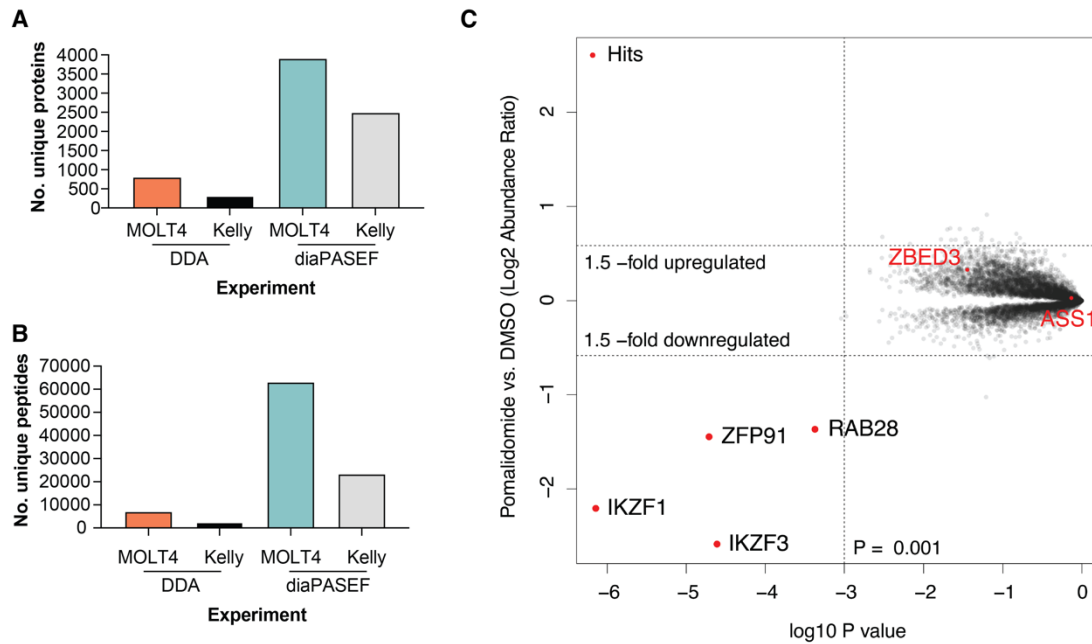 A
No. unique proteins
4000
3500
3000
2500
2000
1500
1000
500
0
MOLT4 Kelly MOLT4 Kelly
DDA diaPASEF
Experiment
B
No. unique peptides
70000
60000
50000
40000
30000
20000
10000
0
MOLT4 Kelly MOLT4 Kelly
DDA diaPASEF
Experiment
C
Pomalidomide vs. DMSO (Log2 Abundance Ratio)
2
1
0
−1
−2
Hits
ZBED3
1.5 −fold upregulated
ASS1
1.5 −fold downregulated
ZFP91
RAB28
IKZF1
IKZF3
P = 0.001
−6 −5 −4 −3 −2 −1 0
log10 P value